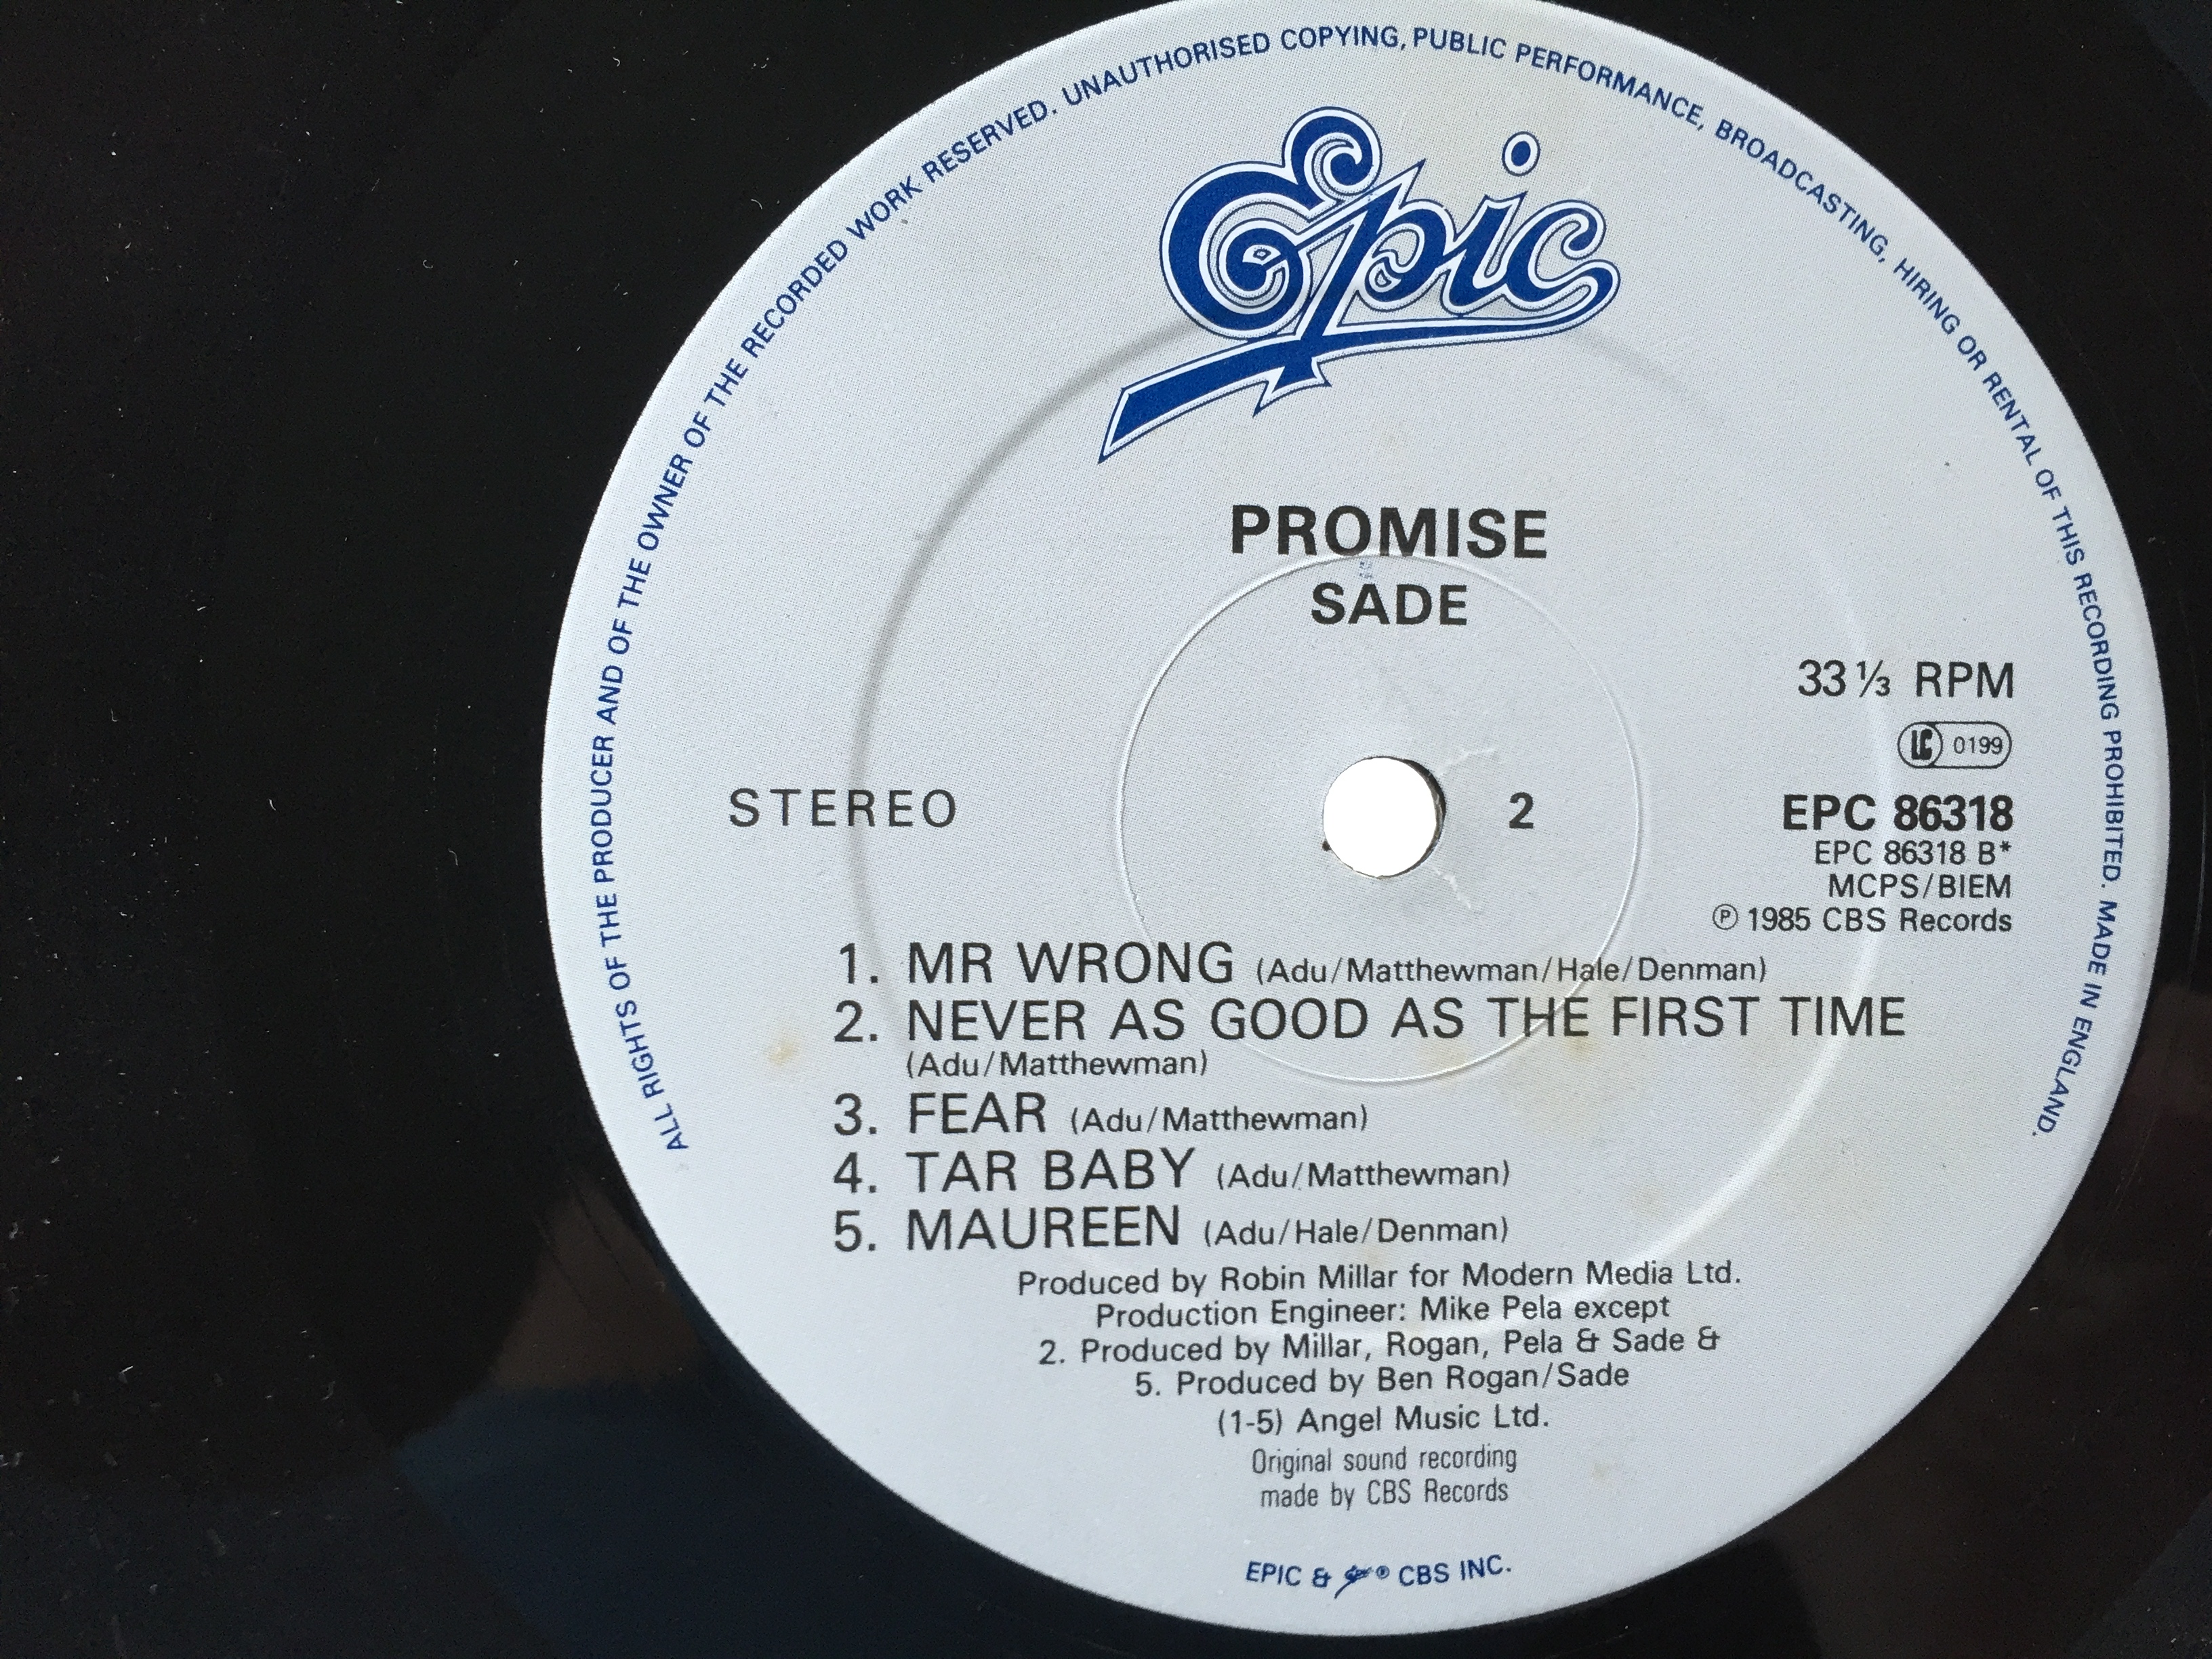 ALL RIGHTS OF THE PRODUCER AND OF THE OWNER OF THE RECORDED WORK RESERVED. UNAUTHORISED COPYING, PUBLIC PERFORMANCE, BROADCASTING, HIRING OR RENTAL OF THIS RECORDING PROHIBITED. MADE IN ENGLAND.
Epic
PROMISE
SADE
33⅓ RPM
LC 0199
STEREO
2
EPC 86318
EPC 86318 B*
MCPS/BIEM
℗ 1985 CBS Records
1. MR WRONG (Adu/Matthewman/Hale/Denman)
2. NEVER AS GOOD AS THE FIRST TIME
(Adu/Matthewman)
3. FEAR (Adu/Matthewman)
4. TAR BABY (Adu/Matthewman)
5. MAUREEN (Adu/Hale/Denman)
Produced by Robin Millar for Modern Media Ltd.
Production Engineer: Mike Pela except
2. Produced by Millar, Rogan, Pela & Sade &
5. Produced by Ben Rogan/Sade
(1-5) Angel Music Ltd.
Original sound recording
made by CBS Records
EPIC & Epic® CBS INC.